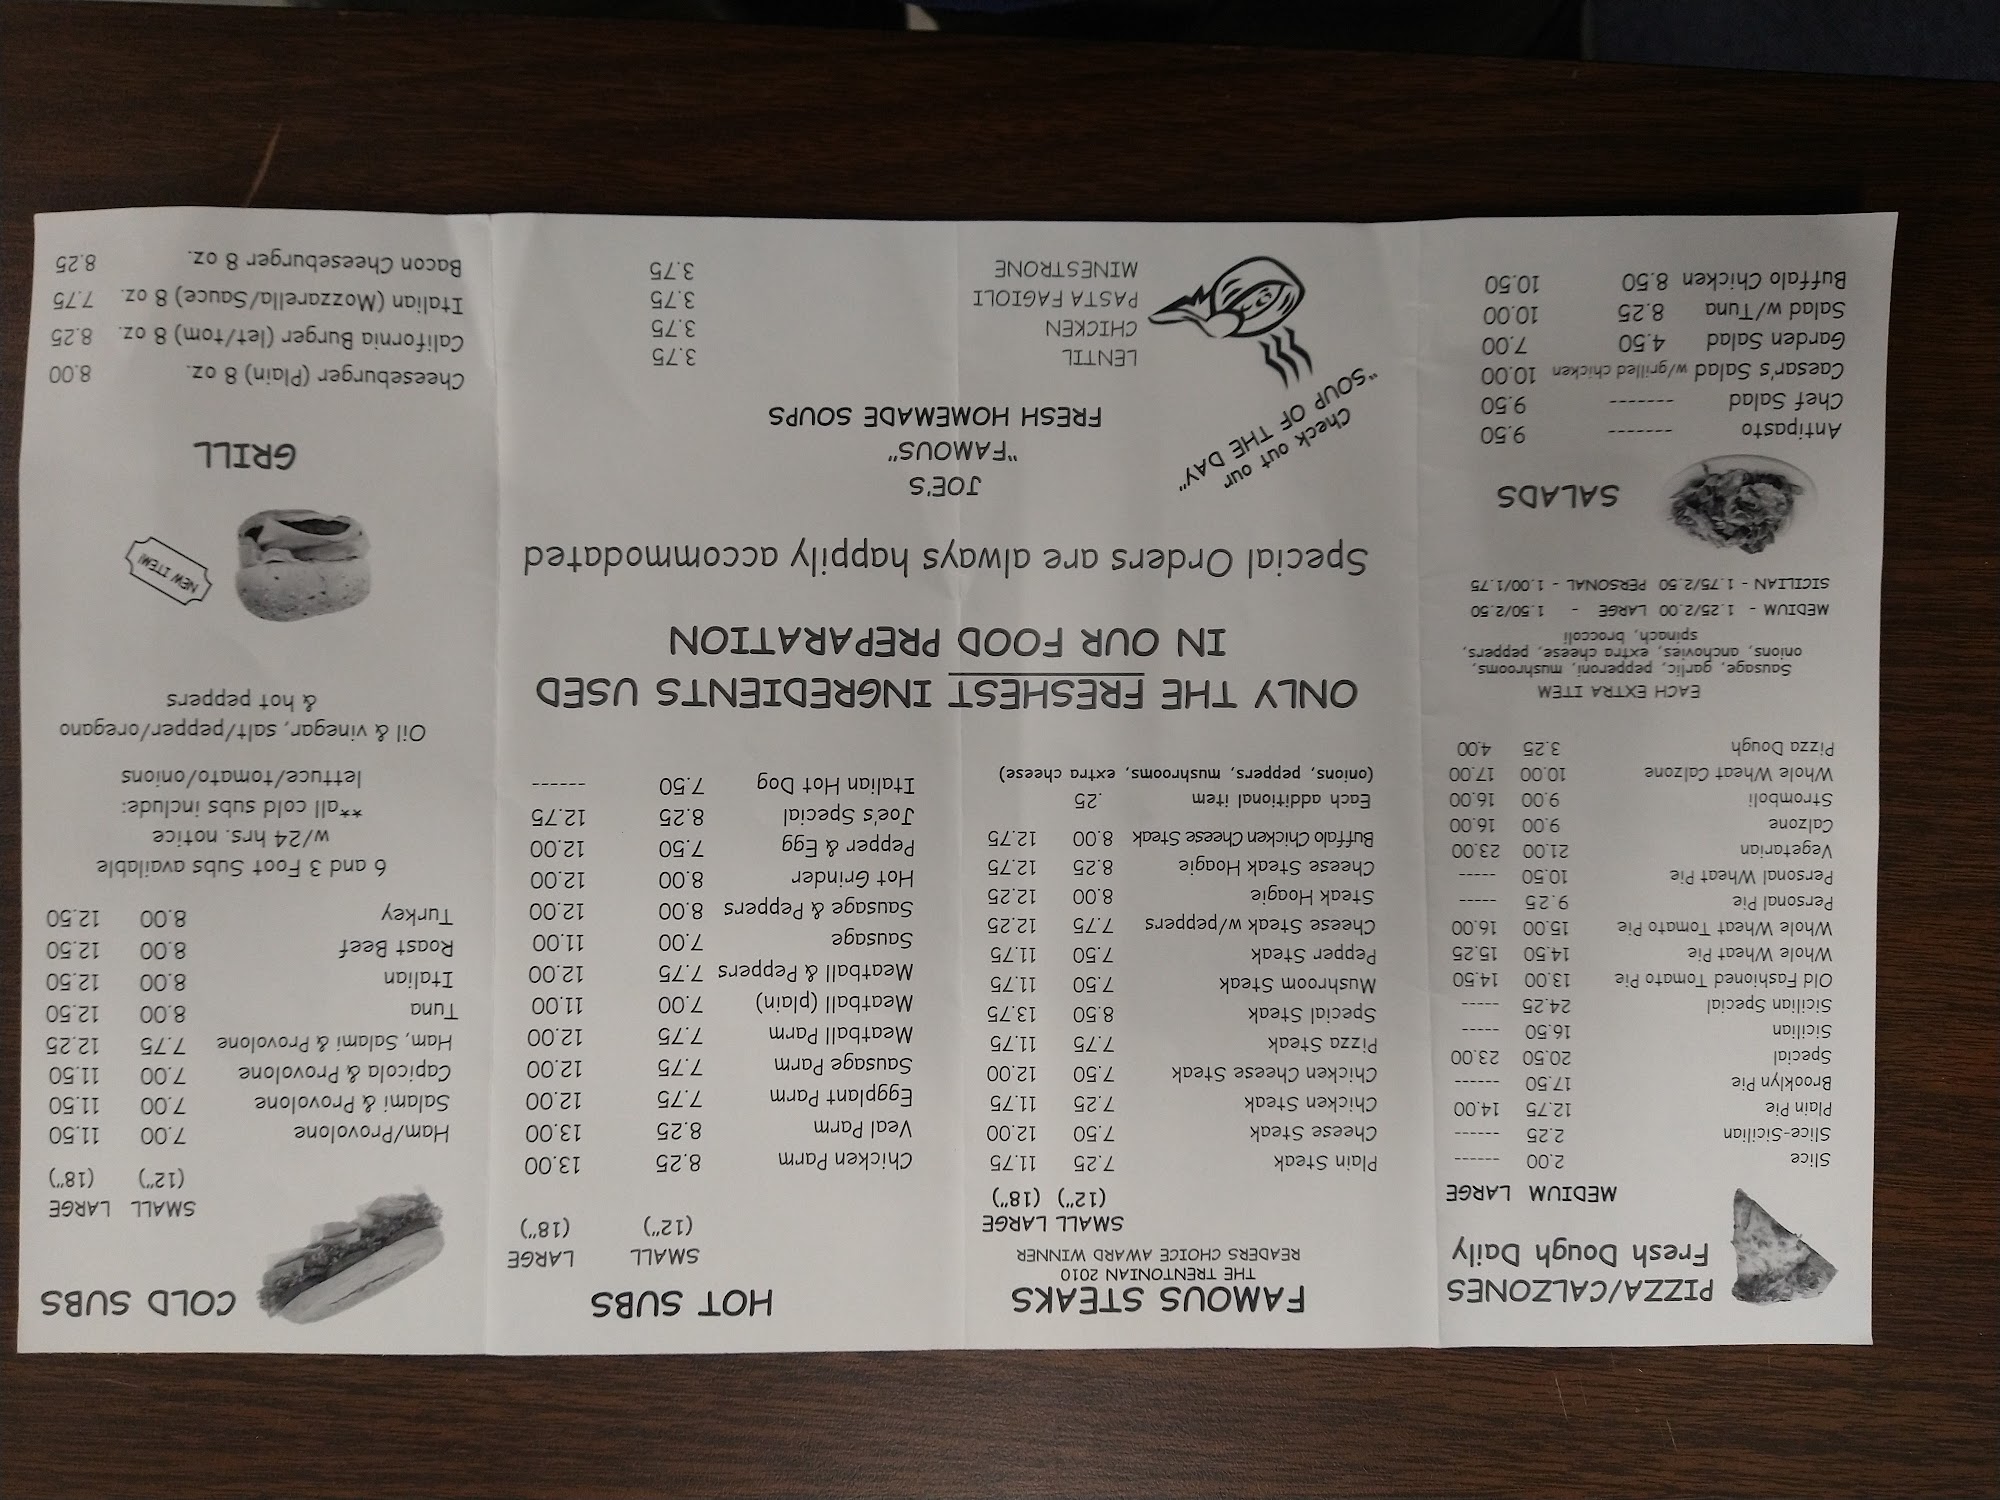 PIZZA/CALZONES
Fresh Dough Daily
MEDIUM LARGE
Slice 2.00 ------
Slice-Sicilian 2.25 ------
Plain Pie 12.75 14.00
Brooklyn Pie 17.50 ------
Special 20.50 23.00
Sicilian 16.50 -----
Sicilian Special 24.25 -----
Old Fashioned Tomato Pie 13.00 14.50
Whole Wheat Pie 14.50 15.25
Whole Wheat Tomato Pie 15.00 16.00
Personal Pie 9.25 -----
Personal Wheat Pie 10.50 -----
Vegetarian 21.00 23.00
Calzone 9.00 16.00
Stromboli 9.00 16.00
Whole Wheat Calzone 10.00 17.00
Pizza Dough 3.25 4.00
EACH EXTRA ITEM
Sausage, garlic, pepperoni, mushrooms,
onions, anchovies, extra cheese, peppers,
spinach, broccoli
MEDIUM - 1.25/2.00 LARGE - 1.50/2.50
SICILIAN - 1.75/2.50 PERSONAL - 1.00/1.75
SALADS
Antipasto ------- 9.50
Chef Salad ------- 9.50
Caesar's Salad w/grilled chicken 10.00
Garden Salad 4.50 7.00
Salad w/Tuna 8.25 10.00
Buffalo Chicken 8.50 10.50
FAMOUS STEAKS
THE TRENTONIAN 2010
READERS CHOICE AWARD WINNER
SMALL LARGE
(12") (18")
Plain Steak 7.25 11.75
Cheese Steak 7.50 12.00
Chicken Steak 7.25 11.75
Chicken Cheese Steak 7.50 12.00
Pizza Steak 7.75 11.75
Special Steak 8.50 13.75
Mushroom Steak 7.50 11.75
Pepper Steak 7.50 11.75
Cheese Steak w/peppers 7.75 12.25
Steak Hoagie 8.00 12.25
Cheese Steak Hoagie 8.25 12.75
Buffalo Chicken Cheese Steak 8.00 12.75
Each additional item .25
(onions, peppers, mushrooms, extra cheese)
HOT SUBS
SMALL LARGE
(12") (18")
Chicken Parm 8.25 13.00
Veal Parm 8.25 13.00
Eggplant Parm 7.75 12.00
Sausage Parm 7.75 12.00
Meatball Parm 7.75 12.00
Meatball (plain) 7.00 11.00
Meatball & Peppers 7.75 12.00
Sausage 7.00 11.00
Sausage & Peppers 8.00 12.00
Hot Grinder 8.00 12.00
Pepper & Egg 7.50 12.00
Joe's Special 8.25 12.75
Italian Hot Dog 7.50 ------
ONLY THE FRESHEST INGREDIENTS USED
IN OUR FOOD PREPARATION
Special Orders are always happily accommodated
Check out our
"SOUP OF THE DAY"
JOE'S
"FAMOUS"
FRESH HOMEMADE SOUPS
LENTIL 3.75
CHICKEN 3.75
PASTA FAGIOLI 3.75
MINESTRONE 3.75
COLD SUBS
SMALL LARGE
(12") (18")
Ham/Provolone 7.00 11.50
Salami & Provolone 7.00 11.50
Capicola & Provolone 7.00 11.50
Ham, Salami & Provolone 7.75 12.25
Tuna 8.00 12.50
Italian 8.00 12.50
Roast Beef 8.00 12.50
Turkey 8.00 12.50
6 and 3 Foot Subs available
w/24 hrs. notice
**all cold subs include:
lettuce/tomato/onions
Oil & vinegar, salt/pepper/oregano
& hot peppers
NEW ITEM!
GRILL
Cheeseburger (Plain) 8 oz. 8.00
California Burger (let/tom) 8 oz. 8.25
Italian (Mozzarella/Sauce) 8 oz. 7.75
Bacon Cheeseburger 8 oz. 8.25